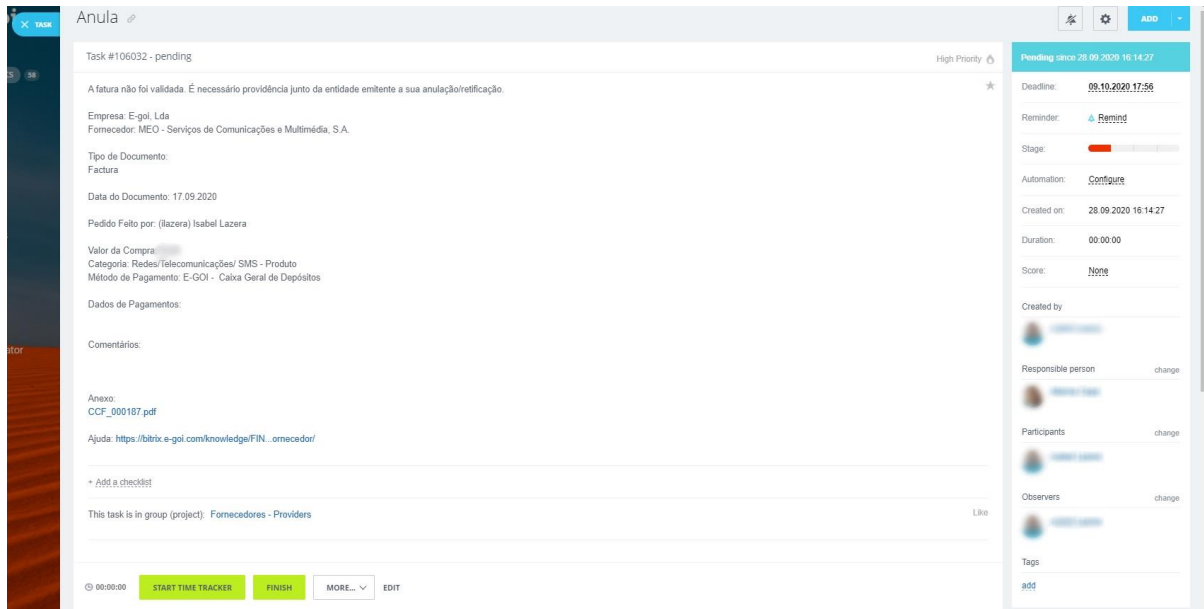 TASK
Anula
ADD
58
ator
Task #106032 - pending
High Priority
A fatura não foi validada. É necessário providência junto da entidade emitente a sua anulação/retificação.
Empresa: E-goi, Lda
Fornecedor: MEO - Serviços de Comunicações e Multimédia, S.A.
Tipo de Documento:
Factura
Data do Documento: 17.09.2020
Pedido Feito por: (ilazera) Isabel Lazera
Valor da Compra
Categoria: Redes/Telecomunicações/ SMS - Produto
Método de Pagamento: E-GOI - Caixa Geral de Depósitos
Dados de Pagamentos:
Comentários:
Anexo:
CCF_000187.pdf
Ajuda: https://bitrix.e-goi.com/knowledge/FIN...ornecedor/
+ Add a checklist
This task is in group (project): Fornecedores - Providers
Like
00:00:00
START TIME TRACKER
FINISH
MORE...
EDIT
Pending since 28.09.2020 16:14:27
Deadline: 09.10.2020 17:56
Reminder: Remind
Stage:
Automation: Configure
Created on: 28.09.2020 16:14:27
Duration: 00:00:00
Score: None
Created by
Responsible person change
Participants change
Observers change
Tags
add